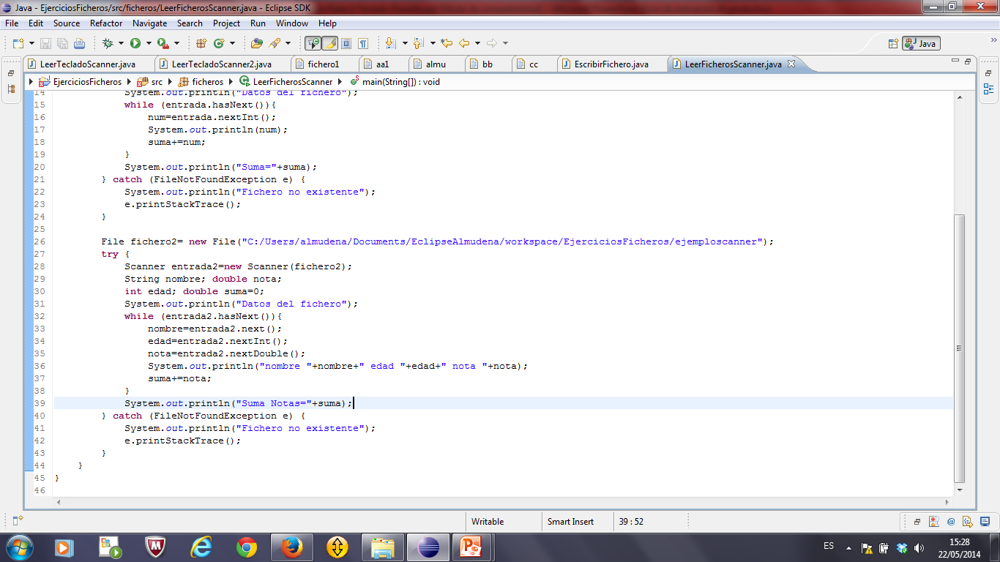 Java - EjerciciosFicheros/src/ficheros/LeerFicherosScanner.java - Eclipse SDK
File Edit Source Refactor Navigate Search Project Run Window Help
Java
LeerTecladoScanner.java LeerTecladoScanner2.java fichero1 aa1 almu bb cc EscribirFichero.java LeerFicherosScanner.java
EjerciciosFicheros src ficheros LeerFicherosScanner main(String[]) : void
14 System.out.println("Datos del fichero");
15 while (entrada.hasNext()){
16 num=entrada.nextInt();
17 System.out.println(num);
18 suma+=num;
19 }
20 System.out.println("Suma="+suma);
21 } catch (FileNotFoundException e) {
22 System.out.println("Fichero no existente");
23 e.printStackTrace();
24 }
25
26 File fichero2= new File("C:/Users/almudena/Documents/EclipseAlmudena/workspace/EjerciciosFicheros/ejemploscanner");
27 try {
28 Scanner entrada2=new Scanner(fichero2);
29 String nombre; double nota;
30 int edad; double suma=0;
31 System.out.println("Datos del fichero");
32 while (entrada2.hasNext()){
33 nombre=entrada2.next();
34 edad=entrada2.nextInt();
35 nota=entrada2.nextDouble();
36 System.out.println("nombre "+nombre+" edad "+edad+" nota "+nota);
37 suma+=nota;
38 }
39 System.out.println("Suma Notas="+suma);
40 } catch (FileNotFoundException e) {
41 System.out.println("Fichero no existente");
42 e.printStackTrace();
43 }
44 }
45 }
46
Writable Smart Insert 39 : 52
ES 15:28
22/05/2014